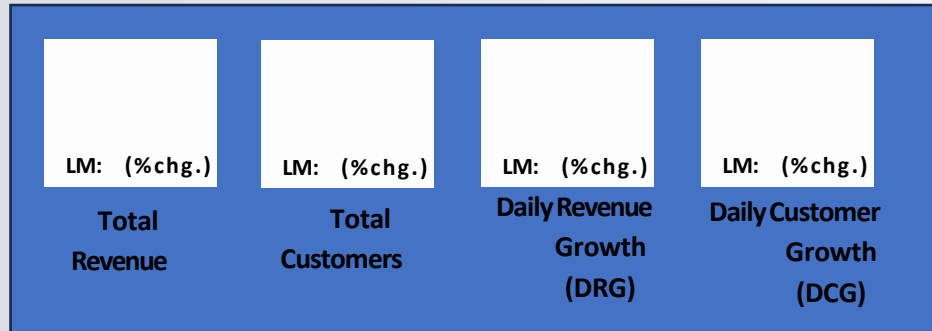 LM: (%chg.)
LM: (%chg.)
LM: (%chg.)
LM: (%chg.)
Total
Revenue
Total
Customers
Daily Revenue
Growth
(DRG)
Daily Customer
Growth
(DCG)